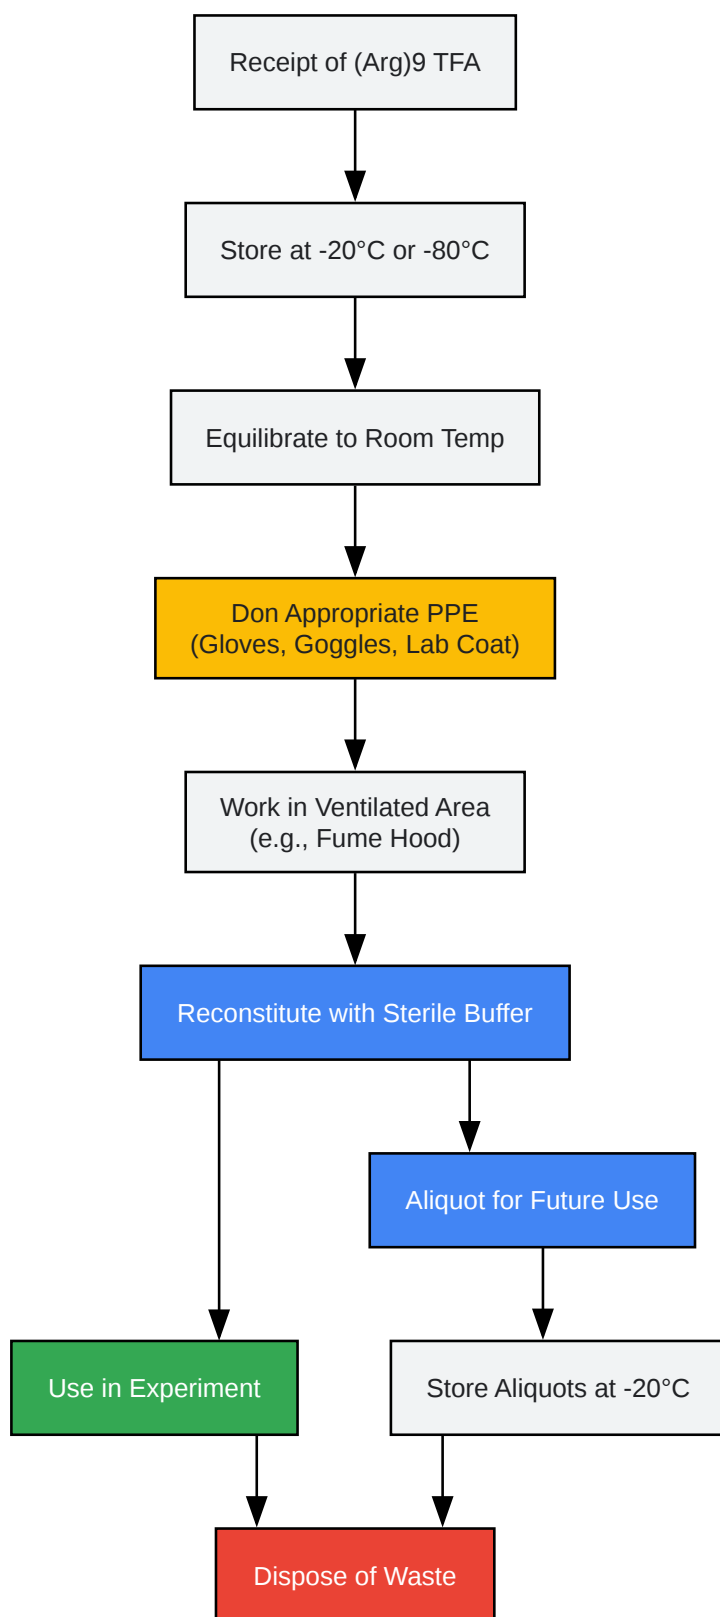 Receipt of (Arg)9 TFA
Store at -20°C or -80°C
Equilibrate to Room Temp
Don Appropriate PPE
(Gloves, Goggles, Lab Coat)
Work in Ventilated Area
(e.g., Fume Hood)
Reconstitute with Sterile Buffer
Aliquot for Future Use
Use in Experiment
Store Aliquots at -20°C
Dispose of Waste